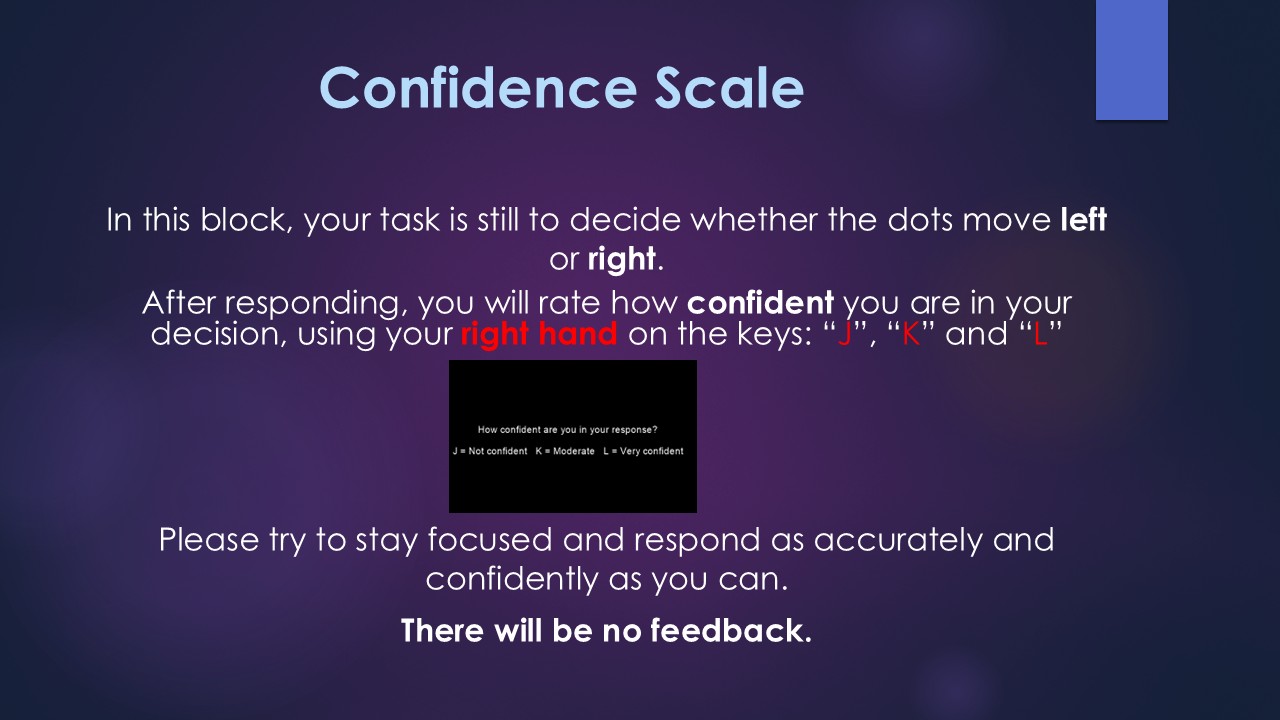 Confidence Scale
In this block, your task is still to decide whether the dots move left
or right.
After responding, you will rate how confident you are in your
decision, using your right hand on the keys: “J”, “K” and “L”
How confident are you in your response?
J = Not confident   K = Moderate   L = Very confident
Please try to stay focused and respond as accurately and
confidently as you can.
There will be no feedback.